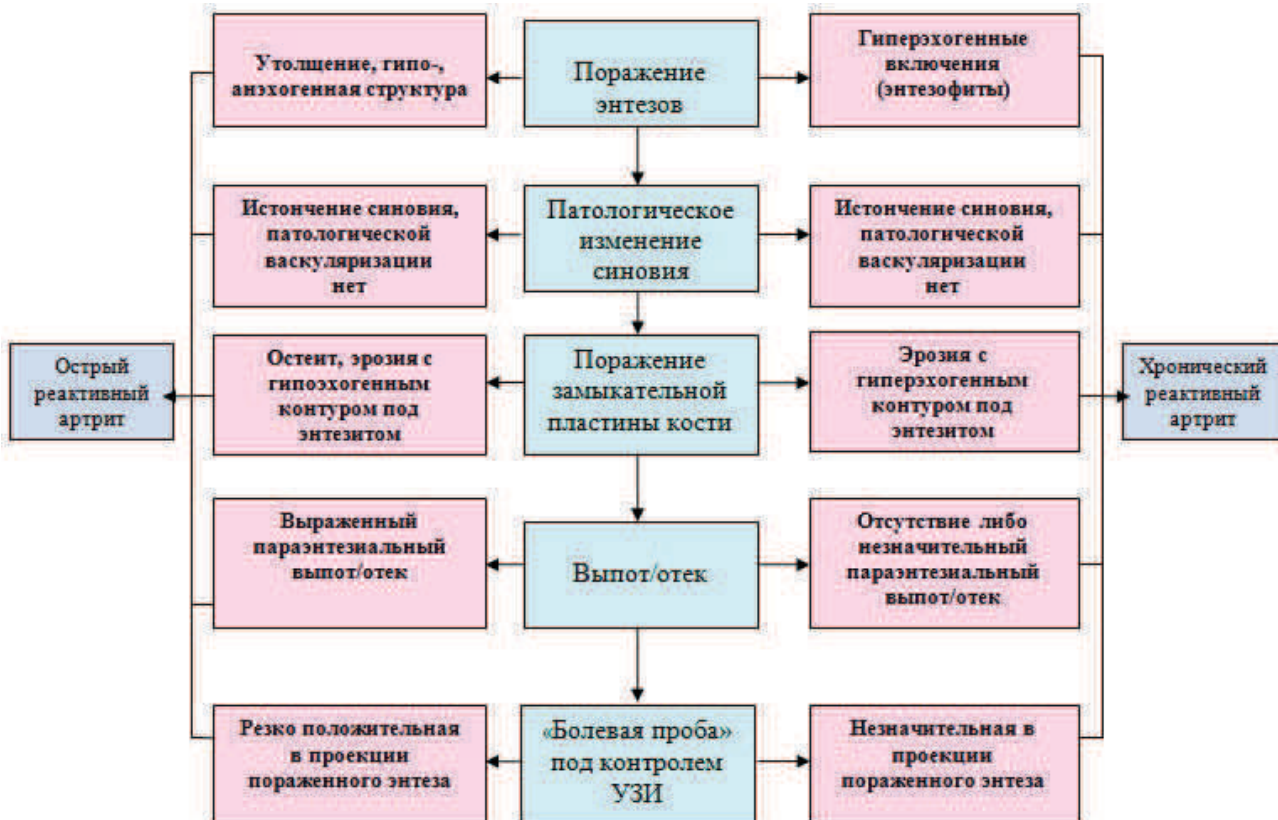 Утолщение, гипо-,
анэхогенная структура
Поражение
энтезов
Гиперэхогенные
включения
(энтезофиты)
Истончение синовия,
патологической
васкуляризации
нет
Патологическое
изменение
синовия
Истончение синовия,
патологической
васкуляризации
нет
Острый
реактивный
артрит
Остеит, эрозия с
гипоэхогенным
контуром под
энтезитом
Поражение
замыкательной
пластины кости
Эрозия с
гиперэхогенным
контуром под
энтезитом
Хронический
реактивный
артрит
Выраженный
параэнтезиальный
выпот/отек
Выпот/отек
Отсутствие либо
незначительный
параэнтезиальный
выпот/отек
Резко положительная
в проекции
пораженного энтеза
«Болевая проба»
под контролем
УЗИ
Незначительная в
проекции
пораженного энтеза